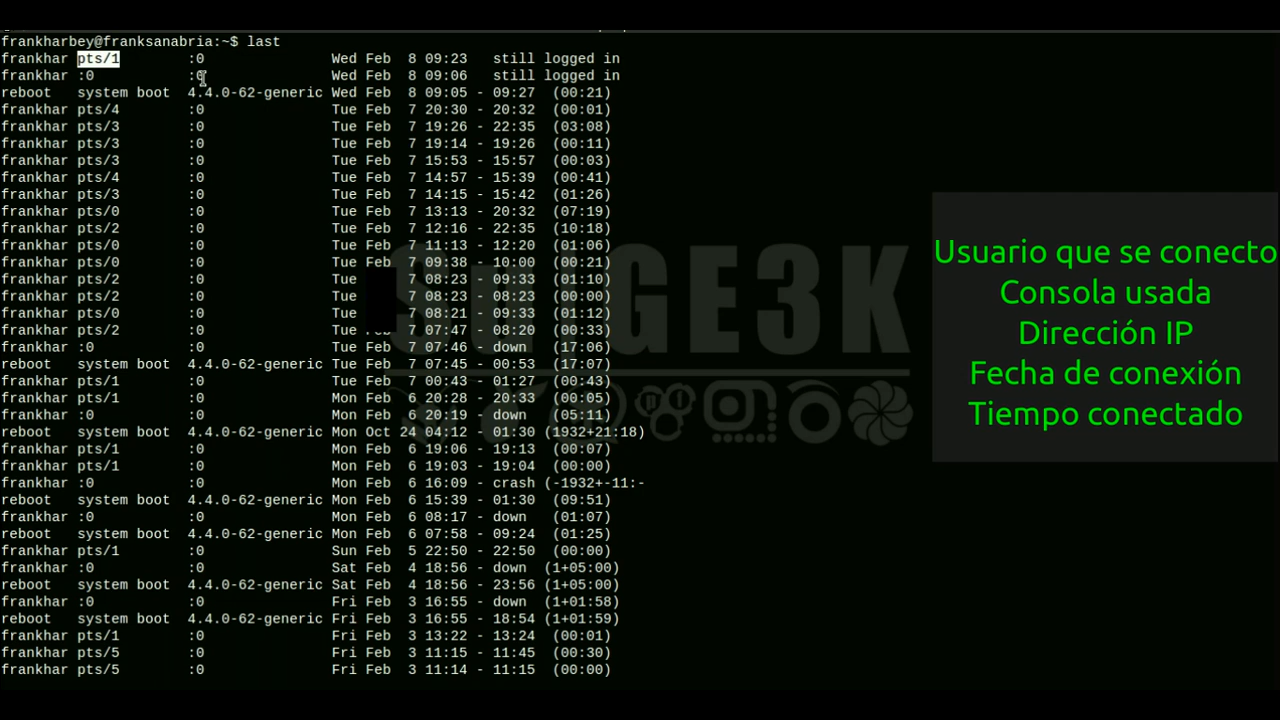 frankharbey@franksanabria:~$ last
frankhar pts/1        :0               Wed Feb  8 09:23   still logged in
frankhar :0           :0               Wed Feb  8 09:06   still logged in
reboot   system boot  4.4.0-62-generic Wed Feb  8 09:05 - 09:27  (00:21)
frankhar pts/4        :0               Tue Feb  7 20:30 - 20:32  (00:01)
frankhar pts/3        :0               Tue Feb  7 19:26 - 22:35  (03:08)
frankhar pts/3        :0               Tue Feb  7 19:14 - 19:26  (00:11)
frankhar pts/3        :0               Tue Feb  7 15:53 - 15:57  (00:03)
frankhar pts/4        :0               Tue Feb  7 14:57 - 15:39  (00:41)
frankhar pts/3        :0               Tue Feb  7 14:15 - 15:42  (01:26)
frankhar pts/0        :0               Tue Feb  7 13:13 - 20:32  (07:19)
frankhar pts/2        :0               Tue Feb  7 12:16 - 22:35  (10:18)
frankhar pts/0        :0               Tue Feb  7 11:13 - 12:20  (01:06)
frankhar pts/0        :0               Tue Feb  7 09:38 - 10:00  (00:21)
frankhar pts/2        :0               Tue      7 08:23 - 09:33  (01:10)
frankhar pts/2        :0               Tue      7 08:23 - 08:23  (00:00)
frankhar pts/0        :0               Tue      7 08:21 - 09:33  (01:12)
frankhar pts/2        :0               Tue Feb  7 07:47 - 08:20  (00:33)
frankhar :0           :0               Tue Feb  7 07:46 - down   (17:06)
reboot   system boot  4.4.0-62-generic Tue Feb  7 07:45 - 00:53  (17:07)
frankhar pts/1        :0               Tue Feb  7 00:43 - 01:27  (00:43)
frankhar pts/1        :0               Mon Feb  6 20:28 - 20:33  (00:05)
frankhar :0           :0               Mon Feb  6 20:19 - down   (05:11)
reboot   system boot  4.4.0-62-generic Mon Oct 24 04:12 - 01:30 (1932+21:18)
frankhar pts/1        :0               Mon Feb  6 19:06 - 19:13  (00:07)
frankhar pts/1        :0               Mon Feb  6 19:03 - 19:04  (00:00)
frankhar :0           :0               Mon Feb  6 16:09 - crash (-1932+-11:-
reboot   system boot  4.4.0-62-generic Mon Feb  6 15:39 - 01:30  (09:51)
frankhar :0           :0               Mon Feb  6 08:17 - down   (01:07)
reboot   system boot  4.4.0-62-generic Mon Feb  6 07:58 - 09:24  (01:25)
frankhar pts/1        :0               Sun Feb  5 22:50 - 22:50  (00:00)
frankhar :0           :0               Sat Feb  4 18:56 - down  (1+05:00)
reboot   system boot  4.4.0-62-generic Sat Feb  4 18:56 - 23:56 (1+05:00)
frankhar :0           :0               Fri Feb  3 16:55 - down  (1+01:58)
reboot   system boot  4.4.0-62-generic Fri Feb  3 16:55 - 18:54 (1+01:59)
frankhar pts/1        :0               Fri Feb  3 13:22 - 13:24  (00:01)
frankhar pts/5        :0               Fri Feb  3 11:15 - 11:45  (00:30)
frankhar pts/5        :0               Fri Feb  3 11:14 - 11:15  (00:00)
Usuario que se conecto
Consola usada
Dirección IP
Fecha de conexión
Tiempo conectado